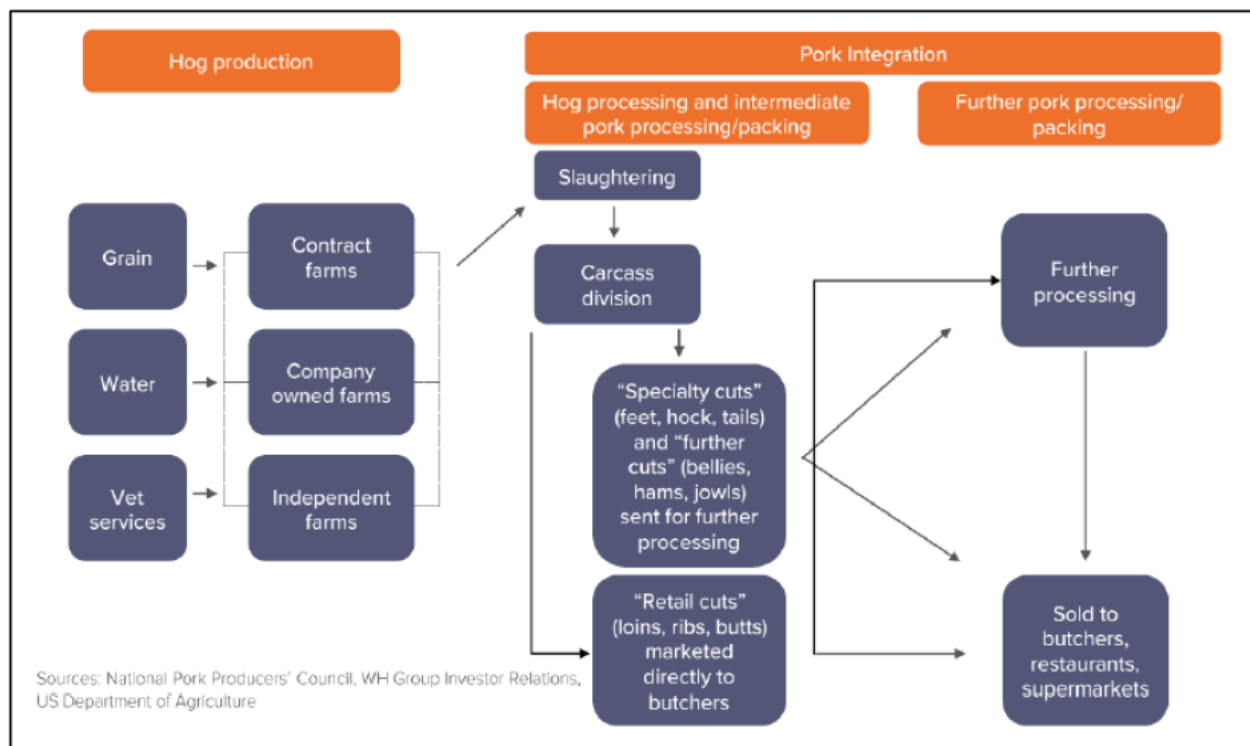 Hog production
Pork Integration
Hog processing and intermediate
pork processing/packing
Further pork processing/
packing
Slaughtering
Grain
Contract
farms
Carcass
division
Further
processing
Water
Company
owned farms
"Specialty cuts"
(feet, hock, tails)
and "further
cuts" (bellies,
hams, jowls)
sent for further
processing
Vet
services
Independent
farms
"Retail cuts"
(loins, ribs, butts)
marketed
directly to
butchers
Sold to
butchers,
restaurants,
supermarkets
Sources: National Pork Producers' Council, WH Group Investor Relations,
US Department of Agriculture